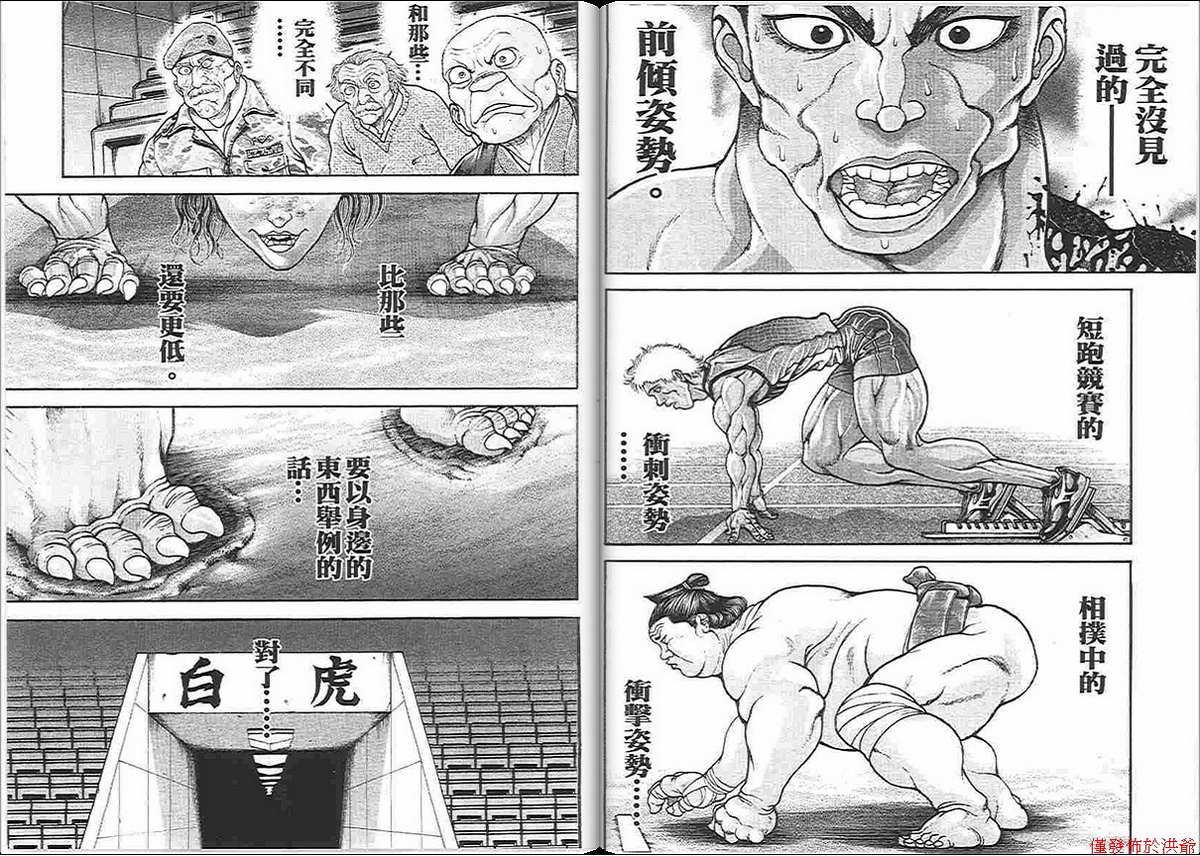 完全沒見
過的——
前傾姿勢。
短跑競賽的
衝刺姿勢
……
相撲中的
衝擊姿勢……
和那些…
完全不同
……
比那些
還要更低。
要以身邊的
東西舉例的
話…
對了………
白虎
僅發佈於洪爺